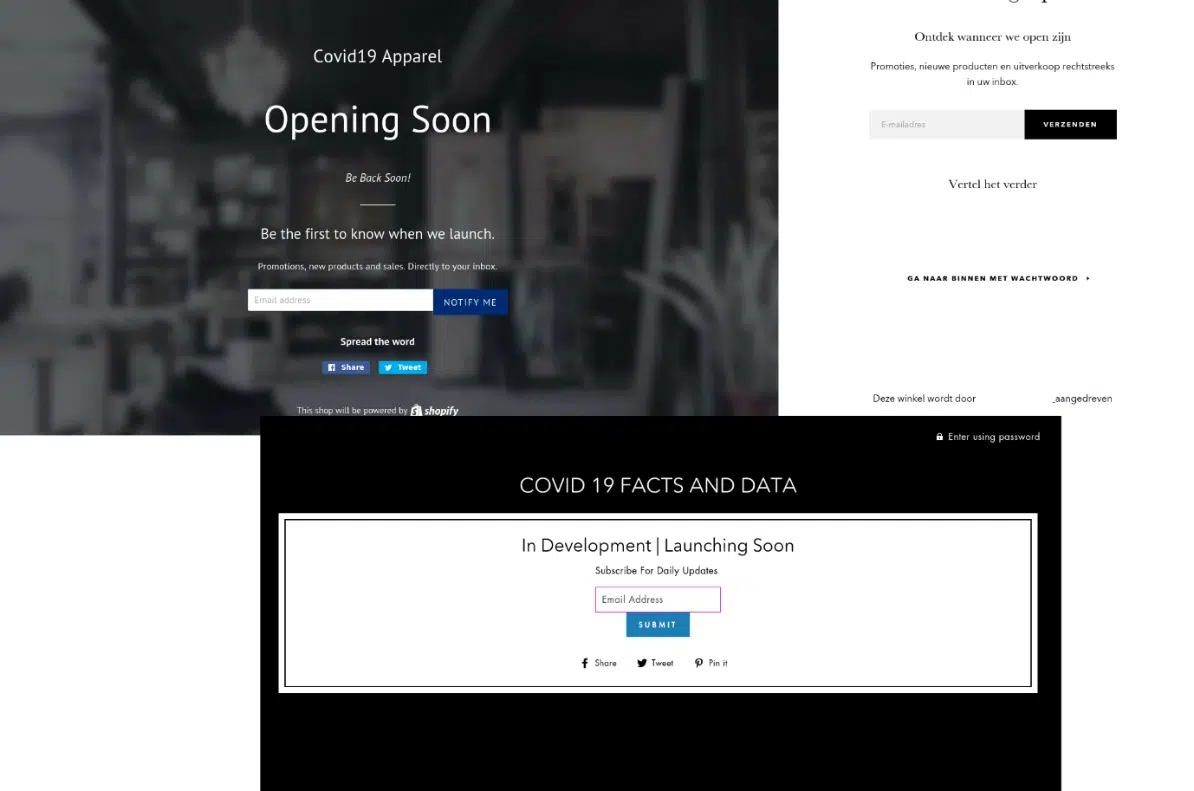 Covid19 Apparel
Opening Soon
Be Back Soon!
Be the first to know when we launch.
Promotions, new products and sales. Directly to your inbox.
Email address
NOTIFY ME
Spread the word
Share
Tweet
This shop will be powered by shopify
Ontdek wanneer we open zijn
Promoties, nieuwe producten en uitverkoop rechtstreeks
in uw inbox.
E-mailadres
VERZENDEN
Vertel het verder
GA NAAR BINNEN MET WACHTWOORD
Deze winkel wordt door aangedreven
Enter using password
COVID 19 FACTS AND DATA
In Development | Launching Soon
Subscribe For Daily Updates
Email Address
SUBMIT
Share
Tweet
Pin it